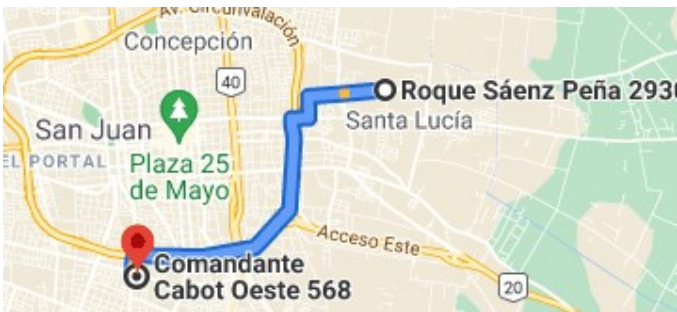 Av. Circunvalación
Concepción
40
Roque Sáenz Peña 2930
San Juan
Santa Lucía
EL PORTAL
Plaza 25
de Mayo
Acceso Este
Comandante
Cabot Oeste 568
20